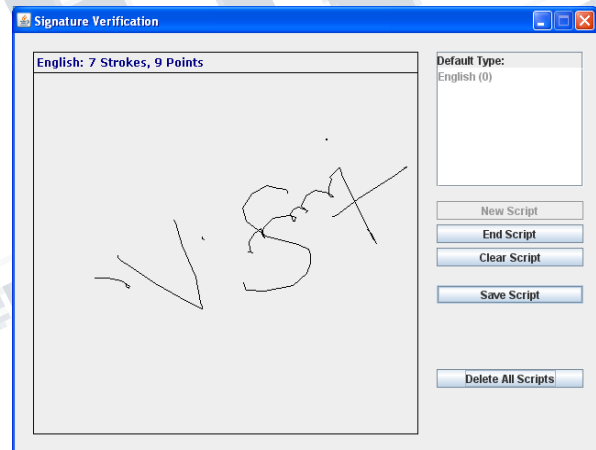 Signature Verification
English: 7 Strokes, 9 Points
Default Type:
English (0)
New Script
End Script
Clear Script
Save Script
Delete All Scripts